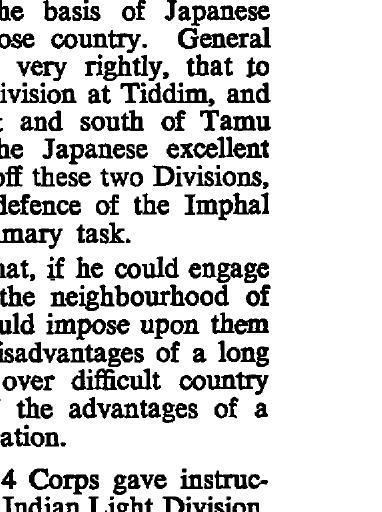 he basis of Japanese
ose country. General
very rightly, that to
ivision at Tiddim, and
and south of Tamu
he Japanese excellent
off these two Divisions,
defence of the Imphal
mary task.
hat, if he could engage
the neighbourhood of
uld impose upon them
isadvantages of a long
over difficult country
the advantages of a
ation.
4 Corps gave instruc-
Indian Light Division